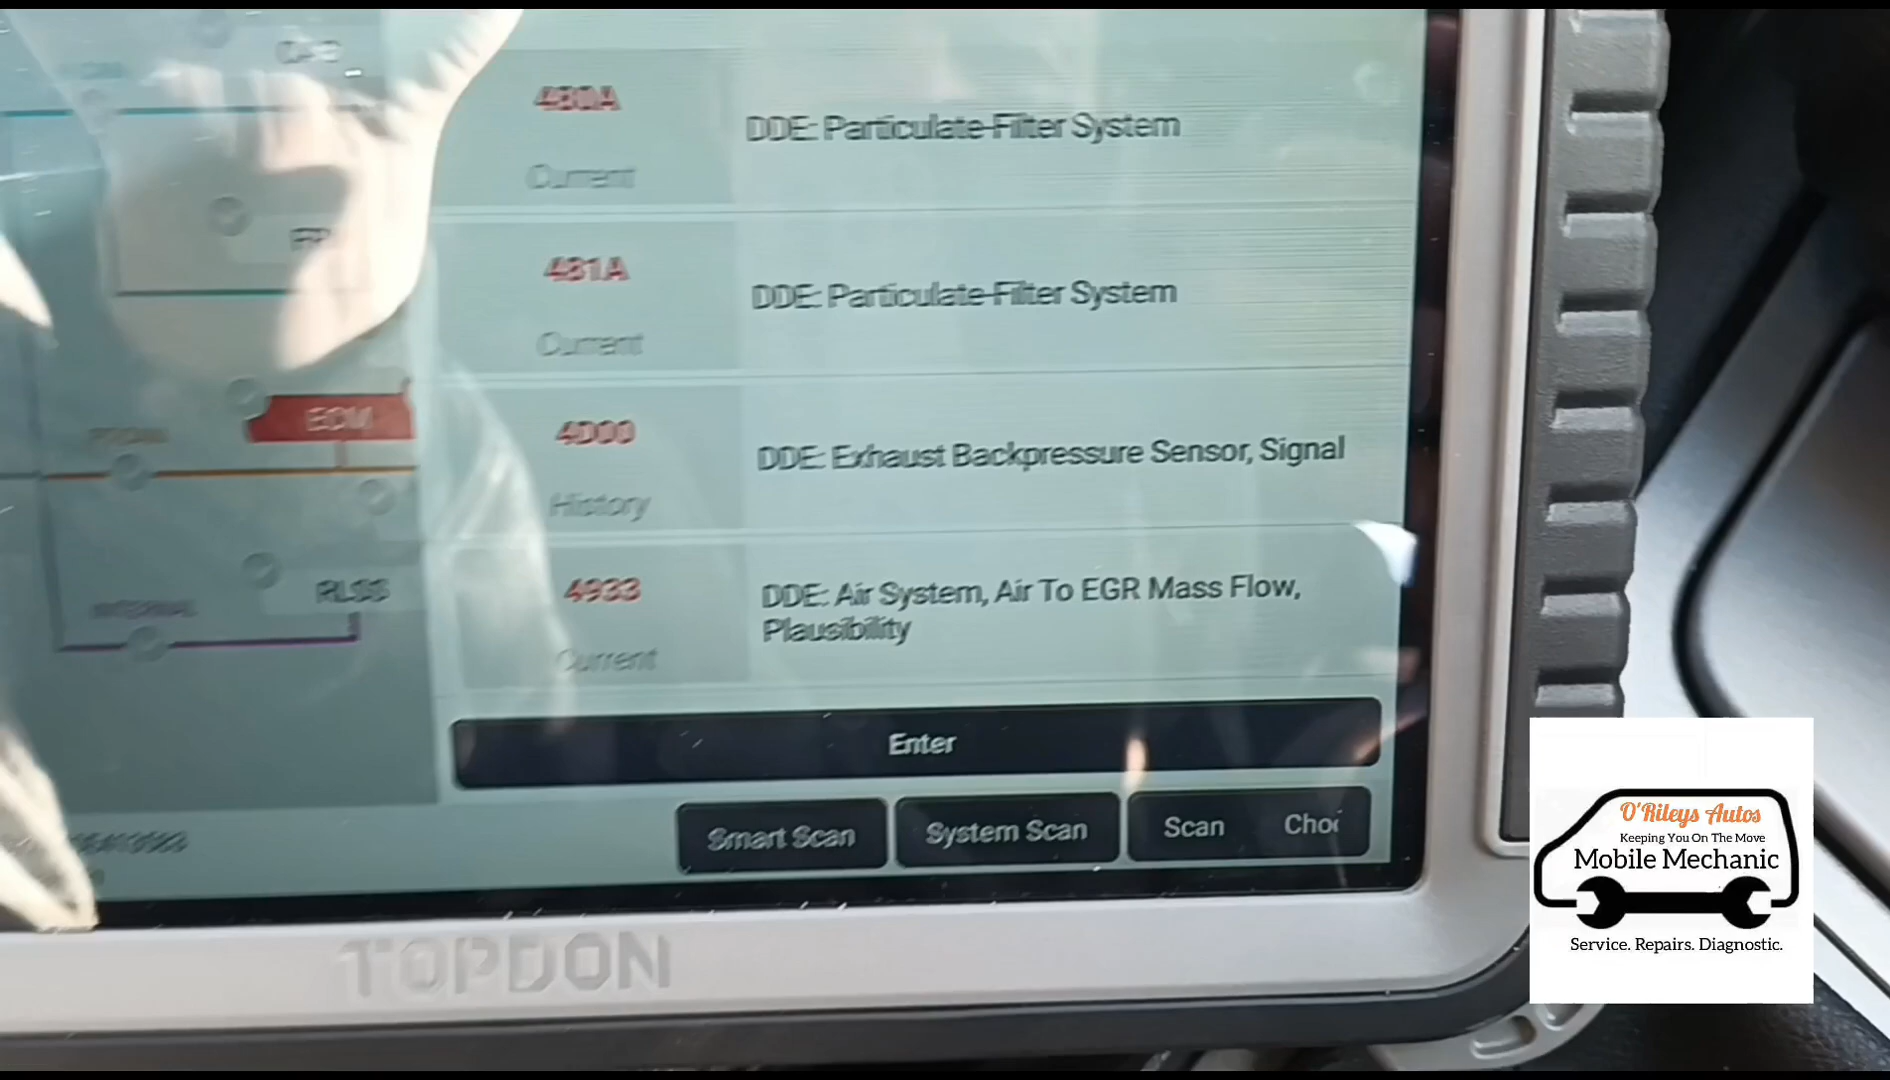 480A
DDE: Particulate-Filter System
Current
481A
DDE: Particulate-Filter System
Current
ECM
4D00
DDE: Exhaust Backpressure Sensor, Signal
History
RLSS
4933
DDE: Air System, Air To EGR Mass Flow,
Plausibility
Current
Enter
Smart Scan
System Scan
Scan
TOPDON
O'Rileys Autos
Keeping You On The Move
Mobile Mechanic
Service. Repairs. Diagnostic.